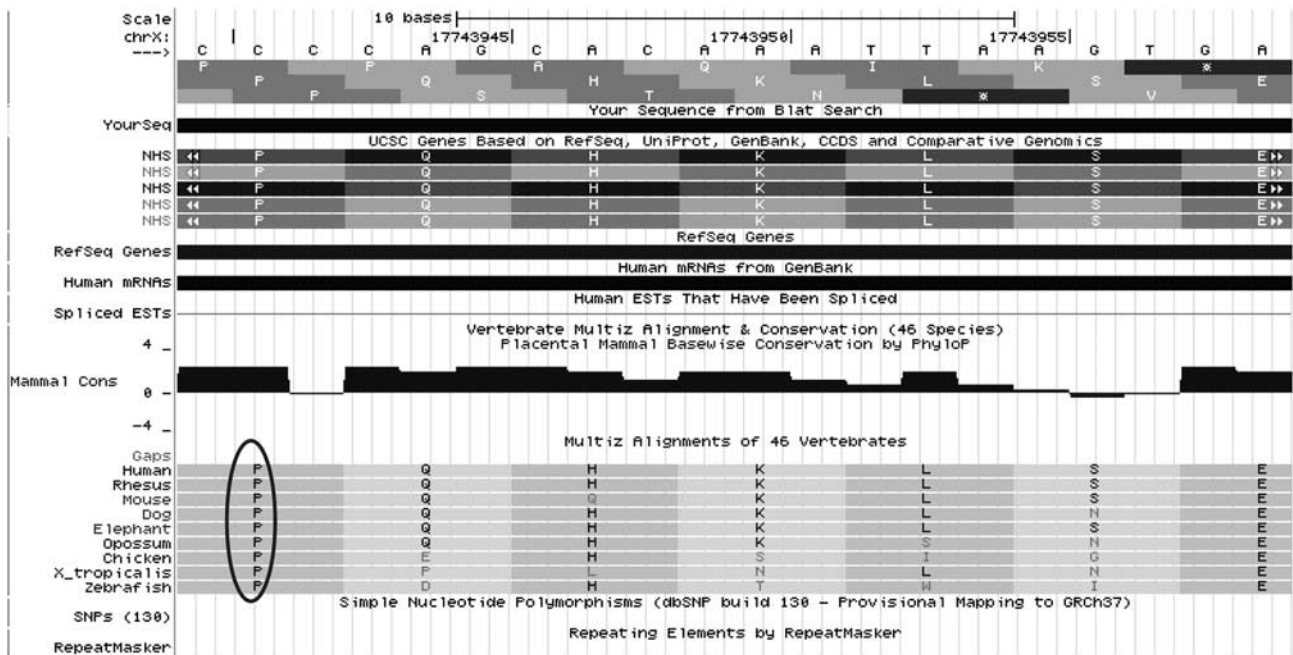 Scale 10 bases
chrX: 17743945 17743950 17743955
---> C C C C A G C A C A A A T T A A G T G A
P P A Q I K *
P Q H K L S E
P S T N * V
Your Sequence from Blat Search
YourSeq
UCSC Genes Based on RefSeq, UniProt, GenBank, CCDS and Comparative Genomics
NHS P Q H K L S E
NHS P Q H K L S E
NHS P Q H K L S E
NHS P Q H K L S E
NHS P Q H K L S E
RefSeq Genes
RefSeq Genes
Human mRNAs from GenBank
Human mRNAs
Human ESTs That Have Been Spliced
Spliced ESTs
Vertebrate Multiz Alignment & Conservation (46 Species)
Placental Mammal Basewise Conservation by PhyloP
4 _
Mammal Cons
0 -
-4 _
Multiz Alignments of 46 Vertebrates
Gaps
Human P Q H K L S E
Rhesus P Q H K L S E
Mouse P Q Q K L S E
Dog P Q H K L N E
Elephant P Q H K L S E
Opossum P Q H K S N E
Chicken P E H S I G E
X_tropicalis P P L N L N E
Zebrafish P D H T W I E
Simple Nucleotide Polymorphisms (dbSNP build 130 - Provisional Mapping to GRCh37)
SNPs (130)
Repeating Elements by RepeatMasker
RepeatMasker